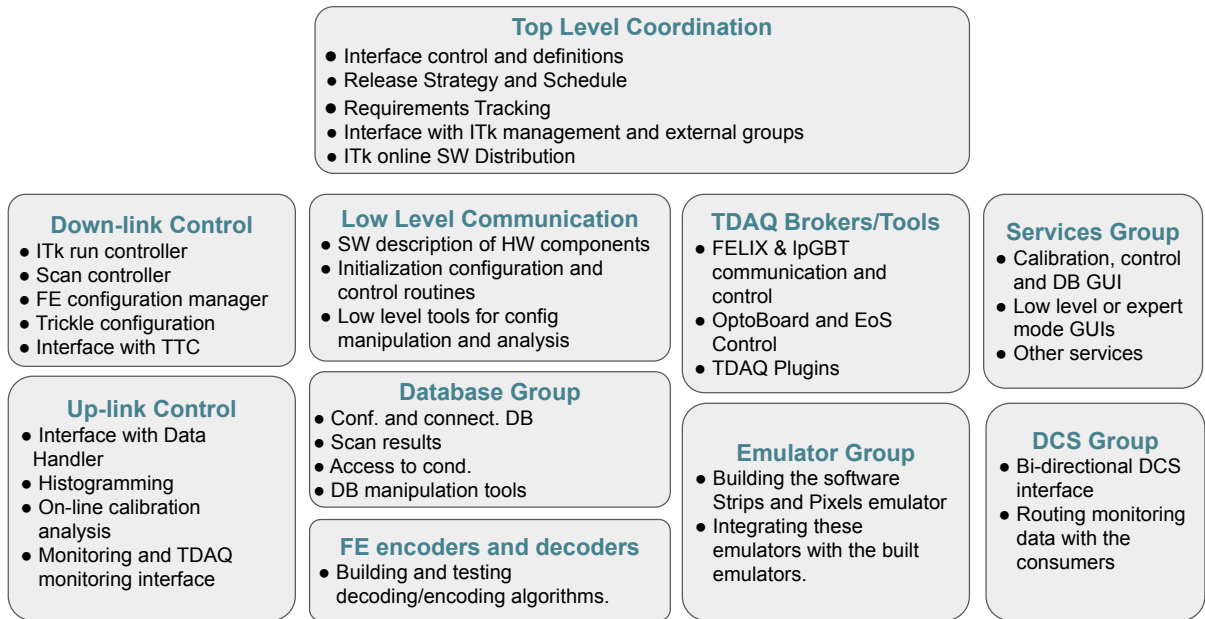 Top Level Coordination
● Interface control and definitions
● Release Strategy and Schedule
● Requirements Tracking
● Interface with ITk management and external groups
● ITk online SW Distribution
Down-link Control
● ITk run controller
● Scan controller
● FE configuration manager
● Trickle configuration
● Interface with TTC
Low Level Communication
● SW description of HW components
● Initialization configuration and
control routines
● Low level tools for config
manipulation and analysis
TDAQ Brokers/Tools
● FELIX & lpGBT
communication and
control
● OptoBoard and EoS
Control
● TDAQ Plugins
Services Group
● Calibration, control
and DB GUI
● Low level or expert
mode GUIs
● Other services
Up-link Control
● Interface with Data
Handler
● Histogramming
● On-line calibration
analysis
● Monitoring and TDAQ
monitoring interface
Database Group
● Conf. and connect. DB
● Scan results
● Access to cond.
● DB manipulation tools
FE encoders and decoders
● Building and testing
decoding/encoding algorithms.
Emulator Group
● Building the software
Strips and Pixels emulator
● Integrating these
emulators with the built
emulators.
DCS Group
● Bi-directional DCS
interface
● Routing monitoring
data with the
consumers